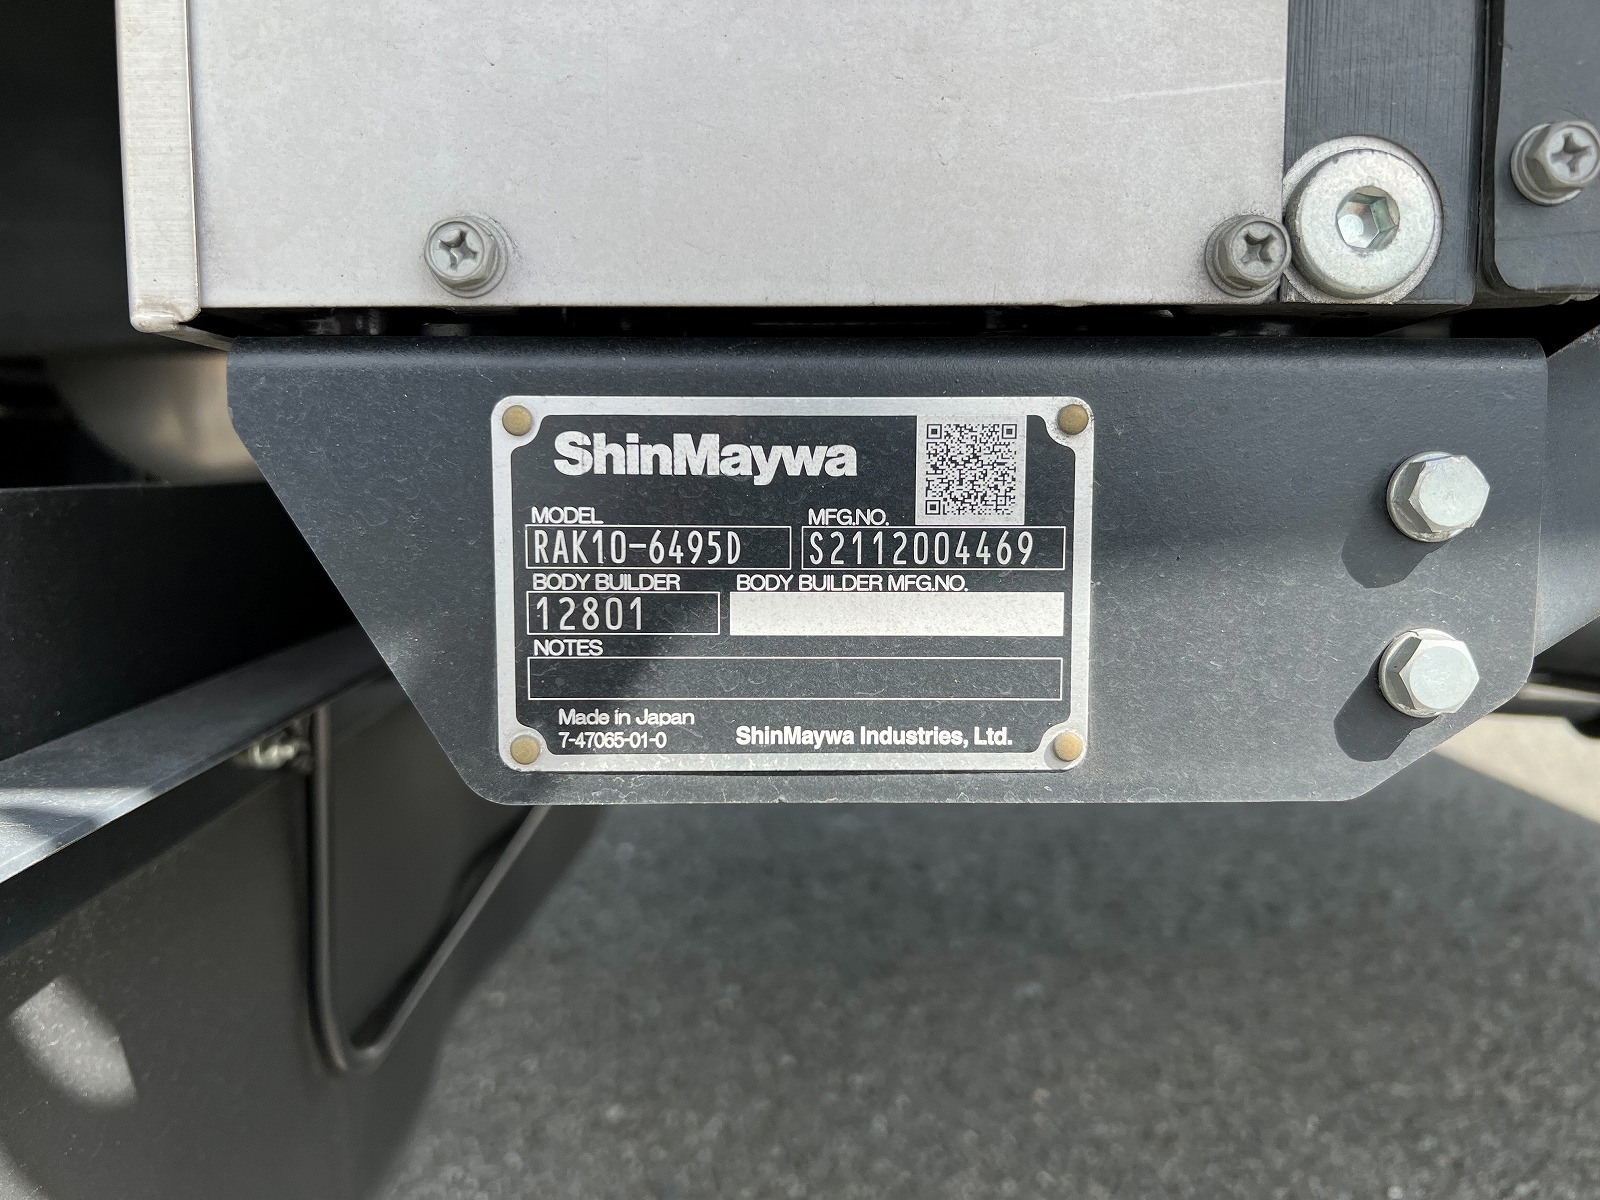 ShinMaywa
MODEL MFG.NO.
RAK10-6495D S2112004469
BODY BUILDER BODY BUILDER MFG.NO.
12801
NOTES
Made in Japan
7-47065-01-0 ShinMaywa Industries, Ltd.